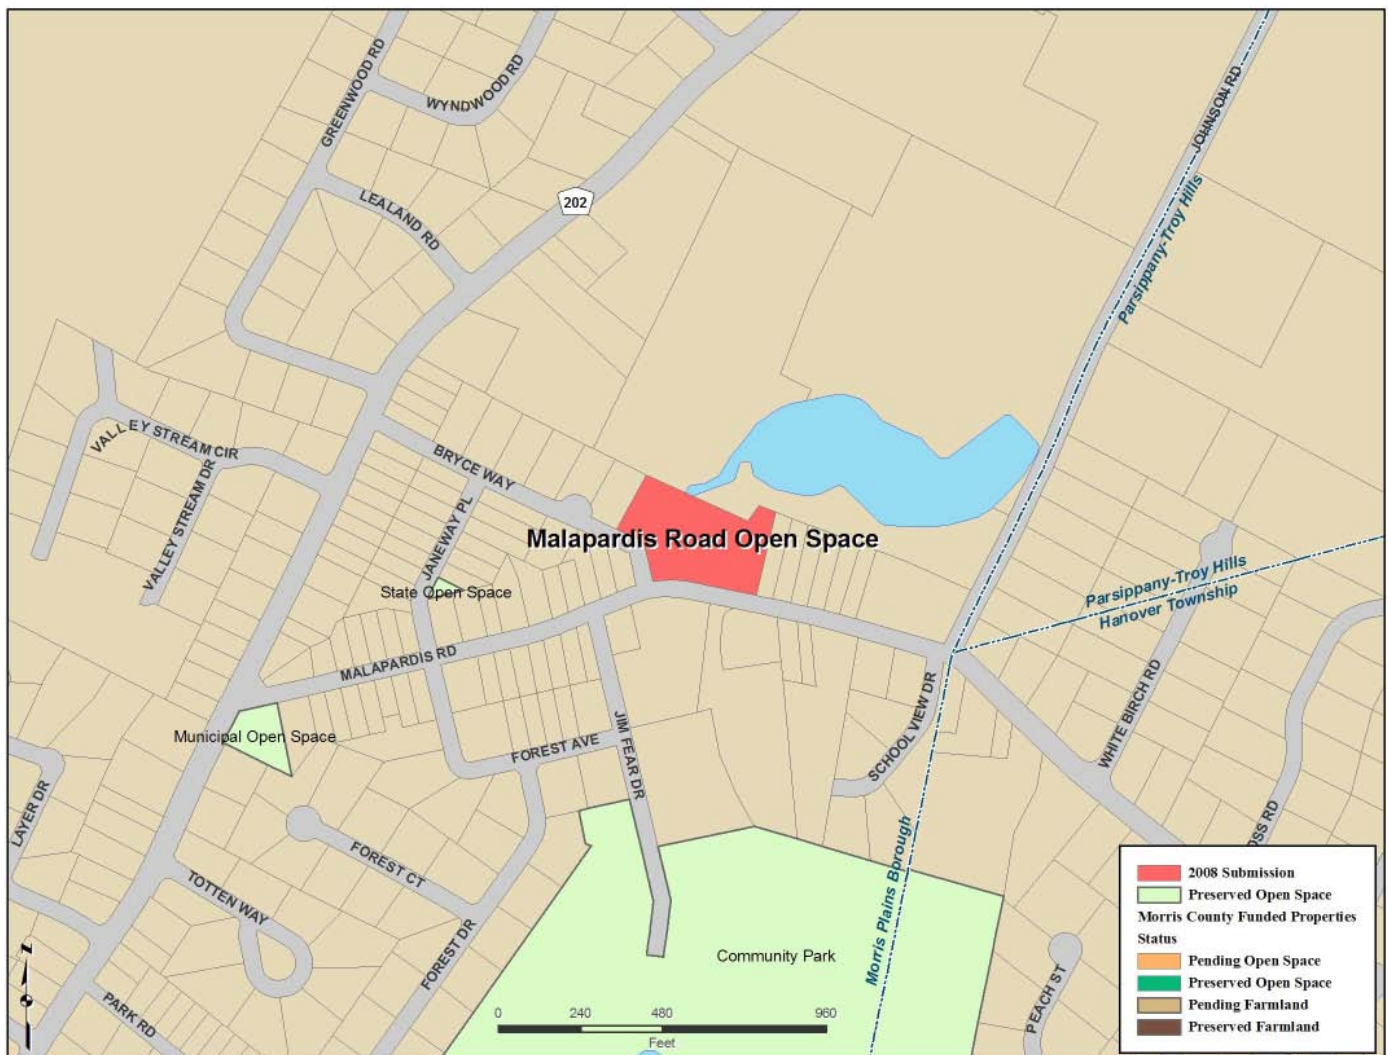 GREENWOOD RD
WYNDWOOD RD
JOHNSON RD
LEALAND RD
202
Parsippany-Troy Hills
VALLEY STREAM CIR
BRYCE WAY
VALLEY STREAM DR
JANEWAY PL
Malapardis Road Open Space
State Open Space
Parsippany-Troy Hills
Hanover Township
MALAPARDIS RD
WHITE BIRCH RD
SCHOOL VIEW DR
Municipal Open Space
FOREST AVE
JIM FEAR DR
LAYER DR
OSS RD
FOREST CT
TOTTEN WAY
Morris Plains Borough
FOREST DR
Community Park
PARK RD
PEACH ST
0 240 480 960
Feet
2008 Submission
Preserved Open Space
Morris County Funded Properties
Status
Pending Open Space
Preserved Open Space
Pending Farmland
Preserved Farmland
Z